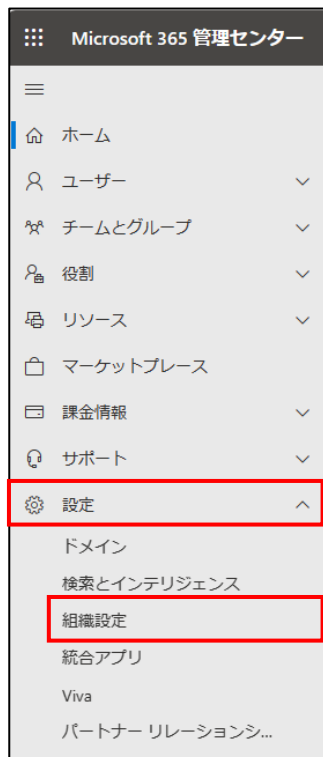 Microsoft 365 管理センター
ホーム
ユーザー
チームとグループ
役割
リソース
マーケットプレース
課金情報
サポート
設定
ドメイン
検索とインテリジェンス
組織設定
統合アプリ
Viva
パートナー リレーションシ...